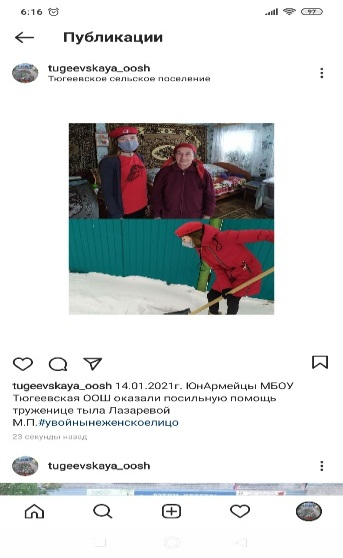 6:16
97
Публикации
tugeevskaya_oosh
Тюгеевское сельское поселение
tugeevskaya_oosh 14.01.2021г. ЮнАрмейцы МБОУ
Тюгеевская ООШ оказали посильную помощь
труженице тыла Лазаревой
М.П.#увойнынеженскоелицо
23 секунды назад
tugeevskaya_oosh